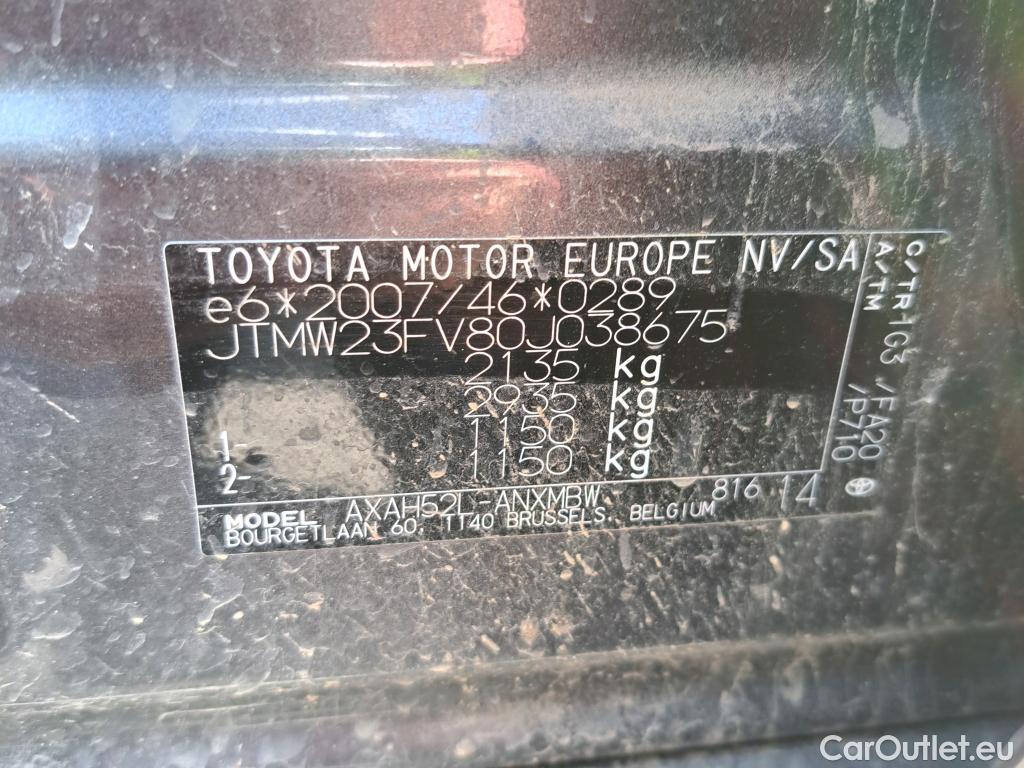 TOYOTA MOTOR EUROPE NV/SA
e6*2007/46*0289
JTMW23FV80J038675
2135 kg
2935 kg
1- 1150 kg
2- 1150 kg
MODEL AXAH52L-ANXMBW 816 14
BOURGETLAAN 60, 1140 BRUSSELS, BELGIUM
C/TR 1G3 /FA20
A/TM /P710
CarOutlet.eu